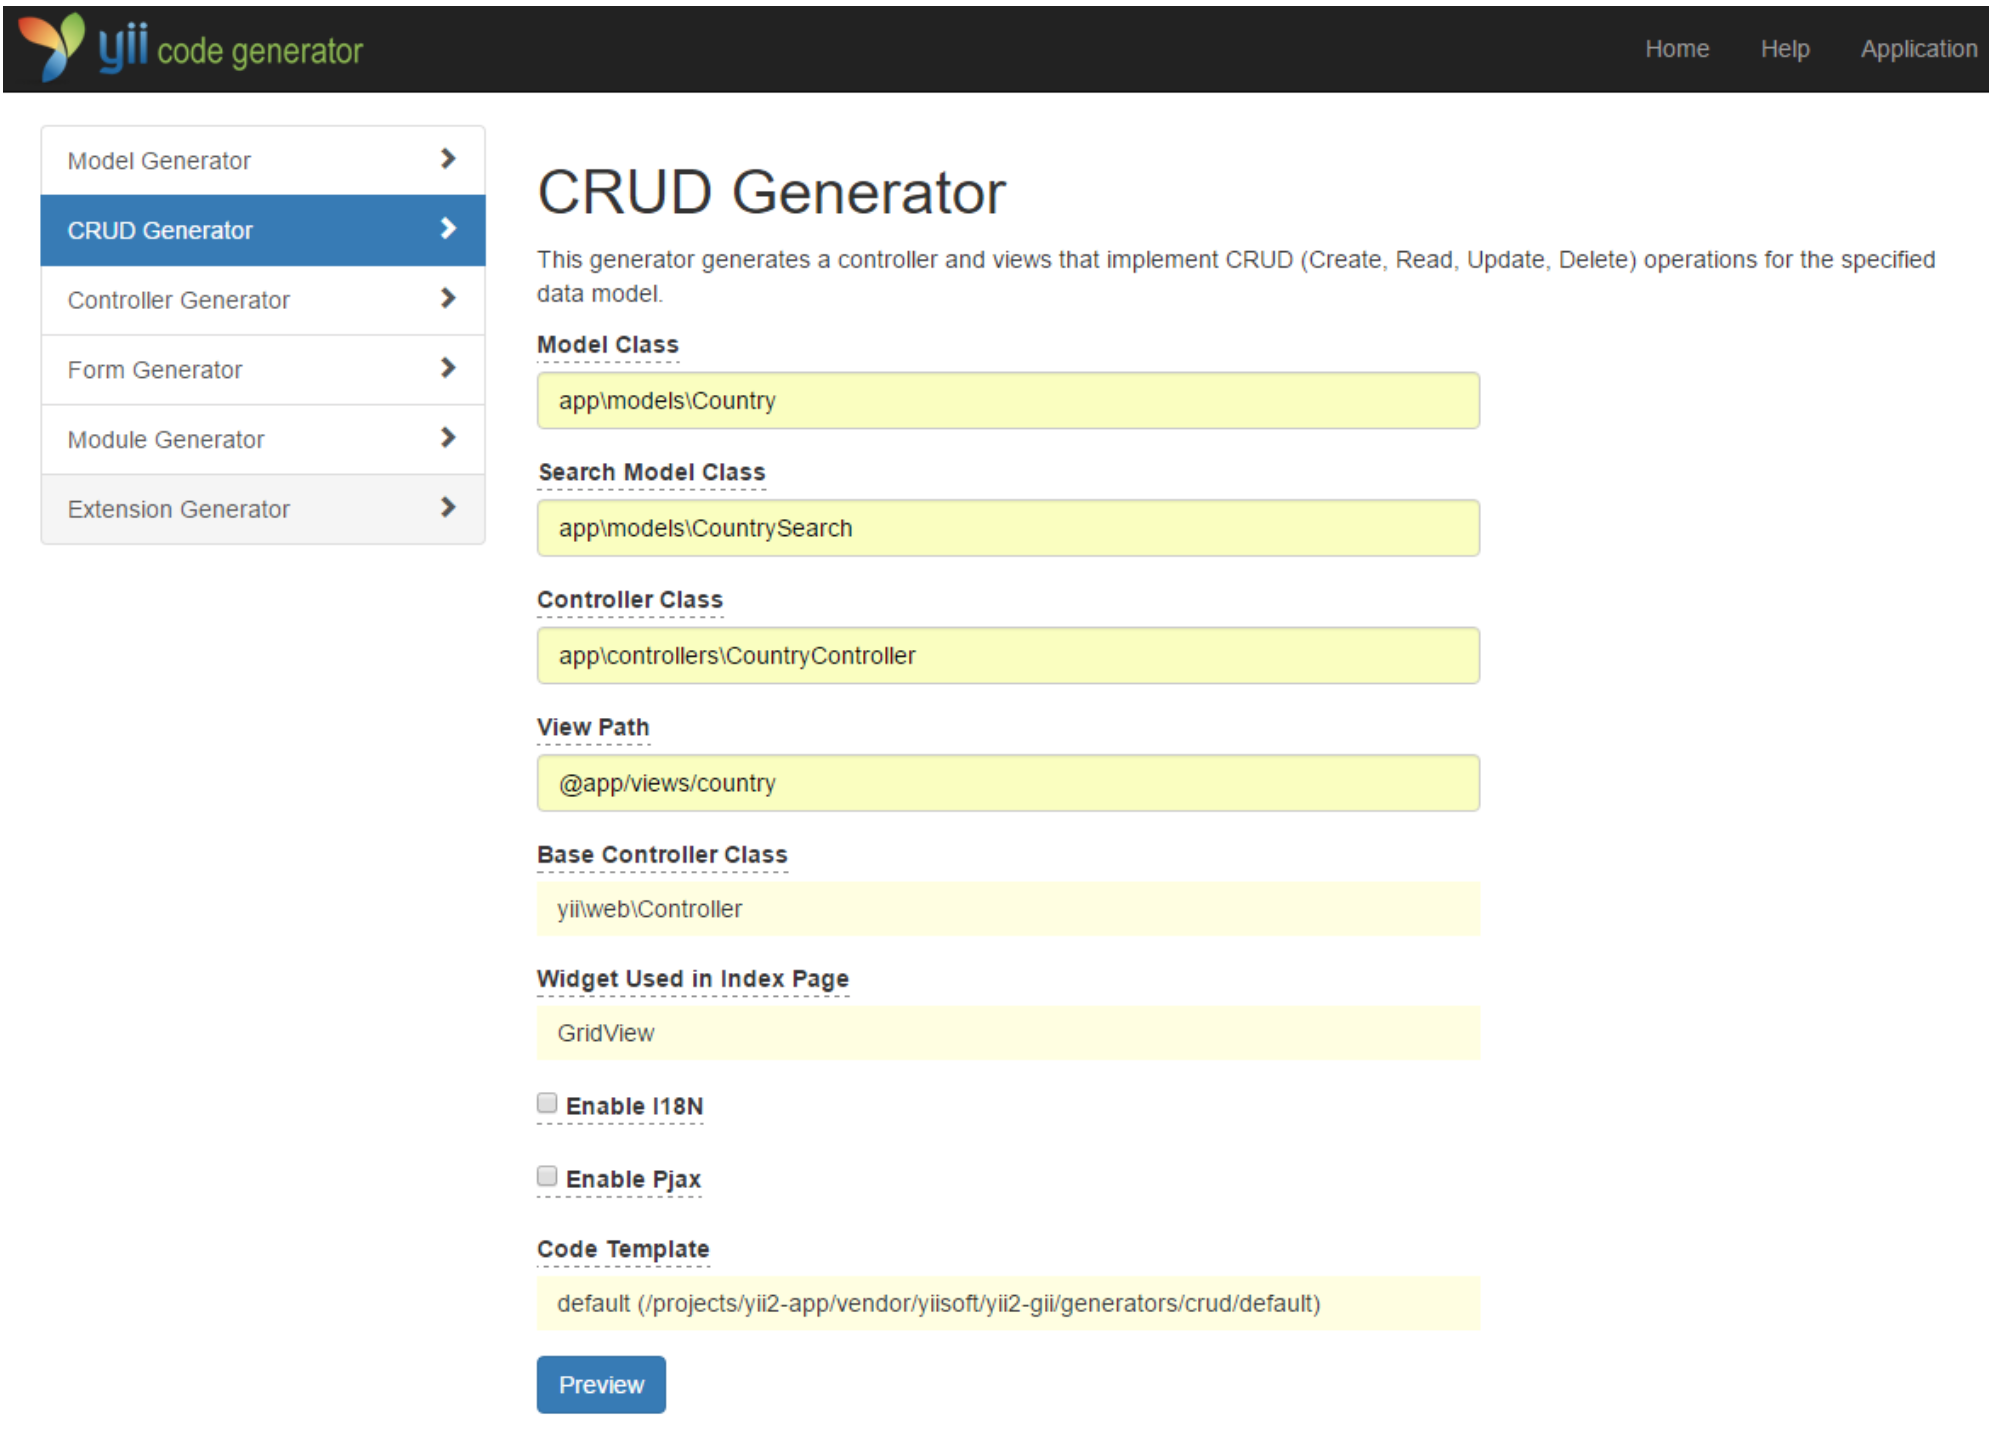 yii code generator
Home Help Application
Model Generator
CRUD Generator
Controller Generator
Form Generator
Module Generator
Extension Generator
CRUD Generator
This generator generates a controller and views that implement CRUD (Create, Read, Update, Delete) operations for the specified
data model.
Model Class
app\models\Country
Search Model Class
app\models\CountrySearch
Controller Class
app\controllers\CountryController
View Path
@app/views/country
Base Controller Class
yii\web\Controller
Widget Used in Index Page
GridView
Enable I18N
Enable Pjax
Code Template
default (/projects/yii2-app/vendor/yiisoft/yii2-gii/generators/crud/default)
Preview